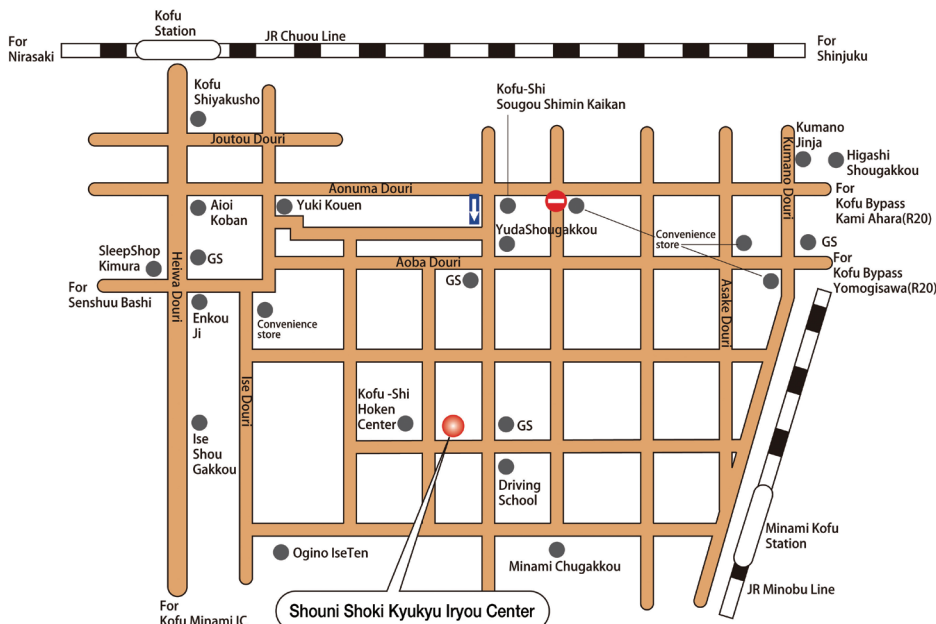 Kofu
Station
For
Nirasaki
JR Chuou Line
For
Shinjuku
Kofu
Shiyakusho
Kofu-Shi
Sougou Shimin Kaikan
Joutou Douri
Kumano
Jinja
Higashi
Shougakkou
Kumano Douri
Aonuma Douri
For
Kofu Bypass
Kami Ahara(R20)
Aioi
Koban
Yuki Kouen
YudaShougakkou
Convenience
store
GS
SleepShop
Kimura
GS
Heiwa Douri
Aoba Douri
For
Kofu Bypass
Yomogisawa(R20)
For
Senshuu Bashi
GS
Asake Douri
Enkou
Ji
Convenience
store
Ise Douri
Kofu -Shi
Hoken
Center
GS
Ise
Shou
Gakkou
Driving
School
Minami Kofu
Station
Ogino IseTen
Minami Chugakkou
JR Minobu Line
Shouni Shoki Kyukyu Iryou Center
For
Kofu Minami IC